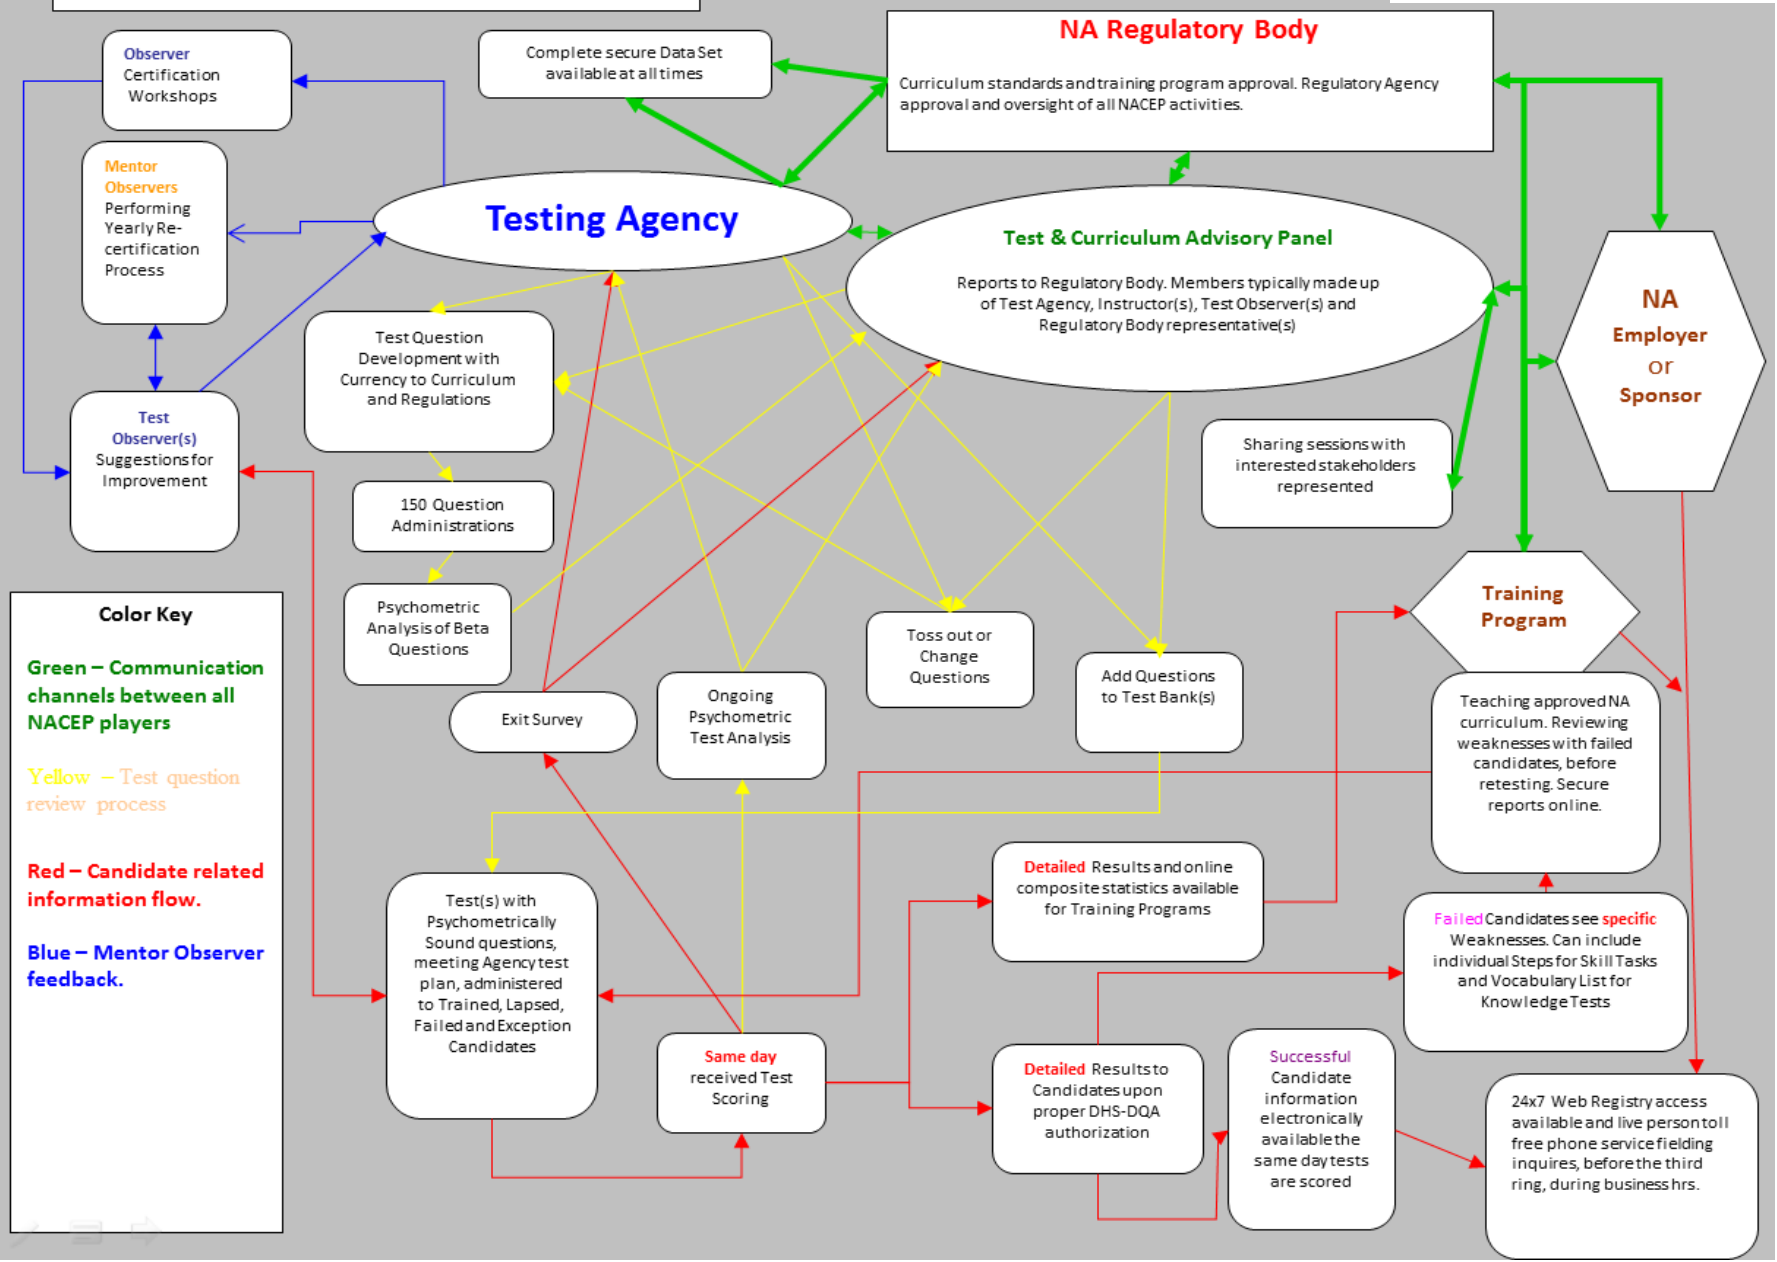 NA Regulatory Body
Curriculum standards and training program approval. Regulatory Agency
approval and oversight of all NACEP activities.
Complete secure Data Set
available at all times
Observer
Certification
Workshops
Mentor
Observers
Performing
Yearly Re-
certification
Process
Testing Agency
Test & Curriculum Advisory Panel
Reports to Regulatory Body. Members typically made up
of Test Agency, Instructor(s), Test Observer(s) and
Regulatory Body representative(s)
NA
Employer
or
Sponsor
Test Question
Development with
Currency to Curriculum
and Regulations
Test
Observer(s)
Suggestions for
Improvement
Sharing sessions with
interested stakeholders
represented
150 Question
Administrations
Psychometric
Analysis of Beta
Questions
Training
Program
Toss out or
Change
Questions
Add Questions
to Test Bank(s)
Exit Survey
Ongoing
Psychometric
Test Analysis
Teaching approved NA
curriculum. Reviewing
weaknesses with failed
candidates, before
retesting. Secure
reports online.
Color Key
Green – Communication
channels between all
NACEP players
Yellow – Test question
review process
Red – Candidate related
information flow.
Blue – Mentor Observer
feedback.
Test(s) with
Psychometrically
Sound questions,
meeting Agency test
plan, administered
to Trained, Lapsed,
Failed and Exception
Candidates
Same day
received Test
Scoring
Detailed Results and online
composite statistics available
for Training Programs
Detailed Results to
Candidates upon
proper DHS-DQA
authorization
Failed Candidates see specific
Weaknesses. Can include
individual Steps for Skill Tasks
and Vocabulary List for
Knowledge Tests
Successful
Candidate
information
electronically
available the
same day tests
are scored
24x7 Web Registry access
available and live person toll
free phone service fielding
inquires, before the third
ring, during business hrs.